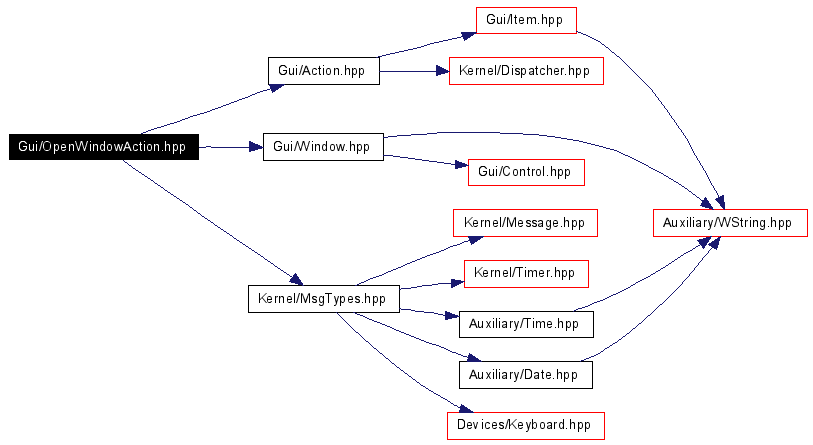 Gui/Item.hpp
Gui/Action.hpp
Kernel/Dispatcher.hpp
Gui/OpenWindowAction.hpp
Gui/Window.hpp
Gui/Control.hpp
Kernel/Message.hpp
Auxiliary/WString.hpp
Kernel/Timer.hpp
Kernel/MsgTypes.hpp
Auxiliary/Time.hpp
Auxiliary/Date.hpp
Devices/Keyboard.hpp